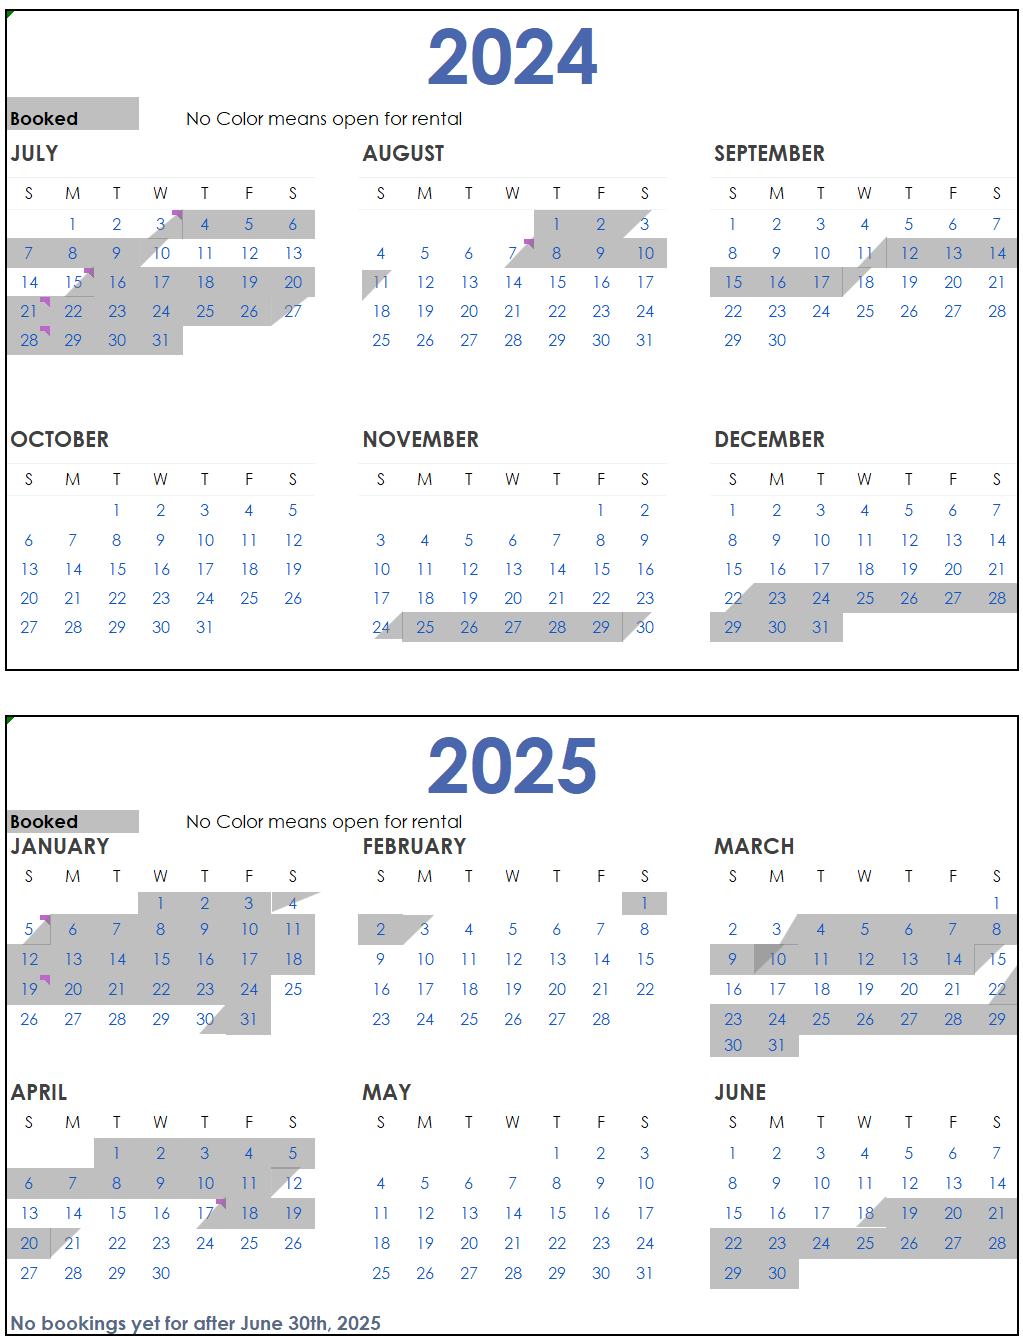 2024
Booked No Color means open for rental
JULY AUGUST SEPTEMBER
S M T W T F S S M T W T F S S M T W T F S
1 2 3 4 5 6 1 2 3 1 2 3 4 5 6 7
7 8 9 10 11 12 13 4 5 6 7 8 9 10 8 9 10 11 12 13 14
14 15 16 17 18 19 20 11 12 13 14 15 16 17 15 16 17 18 19 20 21
21 22 23 24 25 26 27 18 19 20 21 22 23 24 22 23 24 25 26 27 28
28 29 30 31 25 26 27 28 29 30 31 29 30
OCTOBER NOVEMBER DECEMBER
S M T W T F S S M T W T F S S M T W T F S
1 2 3 4 5 1 2 1 2 3 4 5 6 7
6 7 8 9 10 11 12 3 4 5 6 7 8 9 8 9 10 11 12 13 14
13 14 15 16 17 18 19 10 11 12 13 14 15 16 15 16 17 18 19 20 21
20 21 22 23 24 25 26 17 18 19 20 21 22 23 22 23 24 25 26 27 28
27 28 29 30 31 24 25 26 27 28 29 30 29 30 31
2025
Booked No Color means open for rental
JANUARY FEBRUARY MARCH
S M T W T F S S M T W T F S S M T W T F S
1 2 3 4 1 1
5 6 7 8 9 10 11 2 3 4 5 6 7 8 2 3 4 5 6 7 8
12 13 14 15 16 17 18 9 10 11 12 13 14 15 9 10 11 12 13 14 15
19 20 21 22 23 24 25 16 17 18 19 20 21 22 16 17 18 19 20 21 22
26 27 28 29 30 31 23 24 25 26 27 28 23 24 25 26 27 28 29
30 31
APRIL MAY JUNE
S M T W T F S S M T W T F S S M T W T F S
1 2 3 4 5 1 2 3 1 2 3 4 5 6 7
6 7 8 9 10 11 12 4 5 6 7 8 9 10 8 9 10 11 12 13 14
13 14 15 16 17 18 19 11 12 13 14 15 16 17 15 16 17 18 19 20 21
20 21 22 23 24 25 26 18 19 20 21 22 23 24 22 23 24 25 26 27 28
27 28 29 30 25 26 27 28 29 30 31 29 30
No bookings yet for after June 30th, 2025